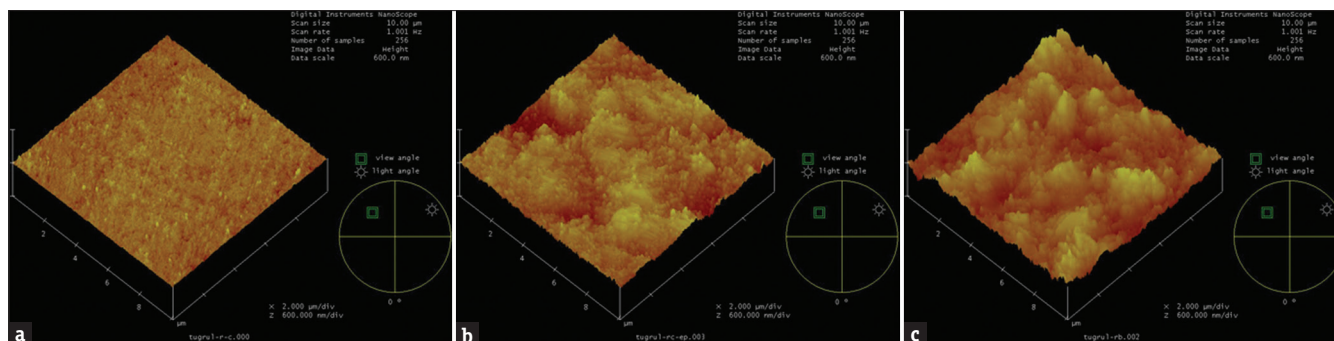 Digital Instruments NanoScope
Scan size 10.00 µm
Scan rate 1.001 Hz
Number of samples 256
Image Data Height
Data scale 600.0 nm
view angle
light angle
2
4
6
8
µm
X 2.000 µm/div
Z 600.000 nm/div
0 °
a
tugrul-r-c.000
Digital Instruments NanoScope
Scan size 10.00 µm
Scan rate 1.001 Hz
Number of samples 256
Image Data Height
Data scale 600.0 nm
view angle
light angle
2
4
6
8
µm
X 2.000 µm/div
Z 600.000 nm/div
0 °
b
tugrul-rc-ep.003
Digital Instruments NanoScope
Scan size 10.00 µm
Scan rate 1.001 Hz
Number of samples 256
Image Data Height
Data scale 600.0 nm
view angle
light angle
2
4
6
8
µm
X 2.000 µm/div
Z 600.000 nm/div
0 °
c
tugrul-rb.002